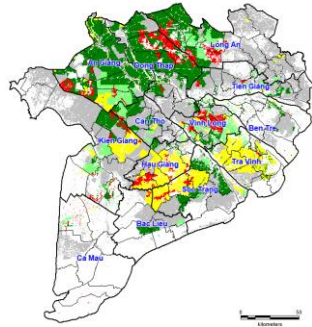 Long An
An Giang
Dong Thap
Tien Giang
Can Tho
Vinh Long
Ben Tre
Kien Giang
Hau Giang
Tra Vinh
Soc Trang
Bac Lieu
Ca Mau
kilometers